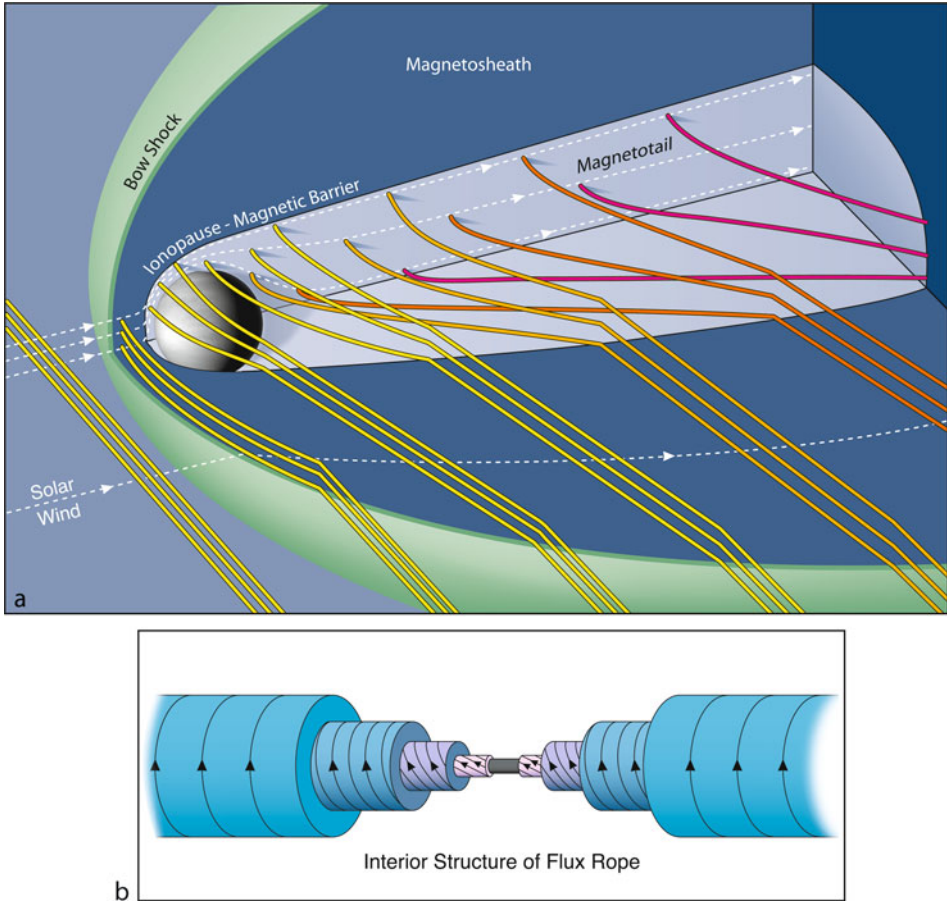 Magnetosheath
Bow Shock
Ionopause - Magnetic Barrier
Magnetotail
Solar
Wind
a
Interior Structure of Flux Rope
b